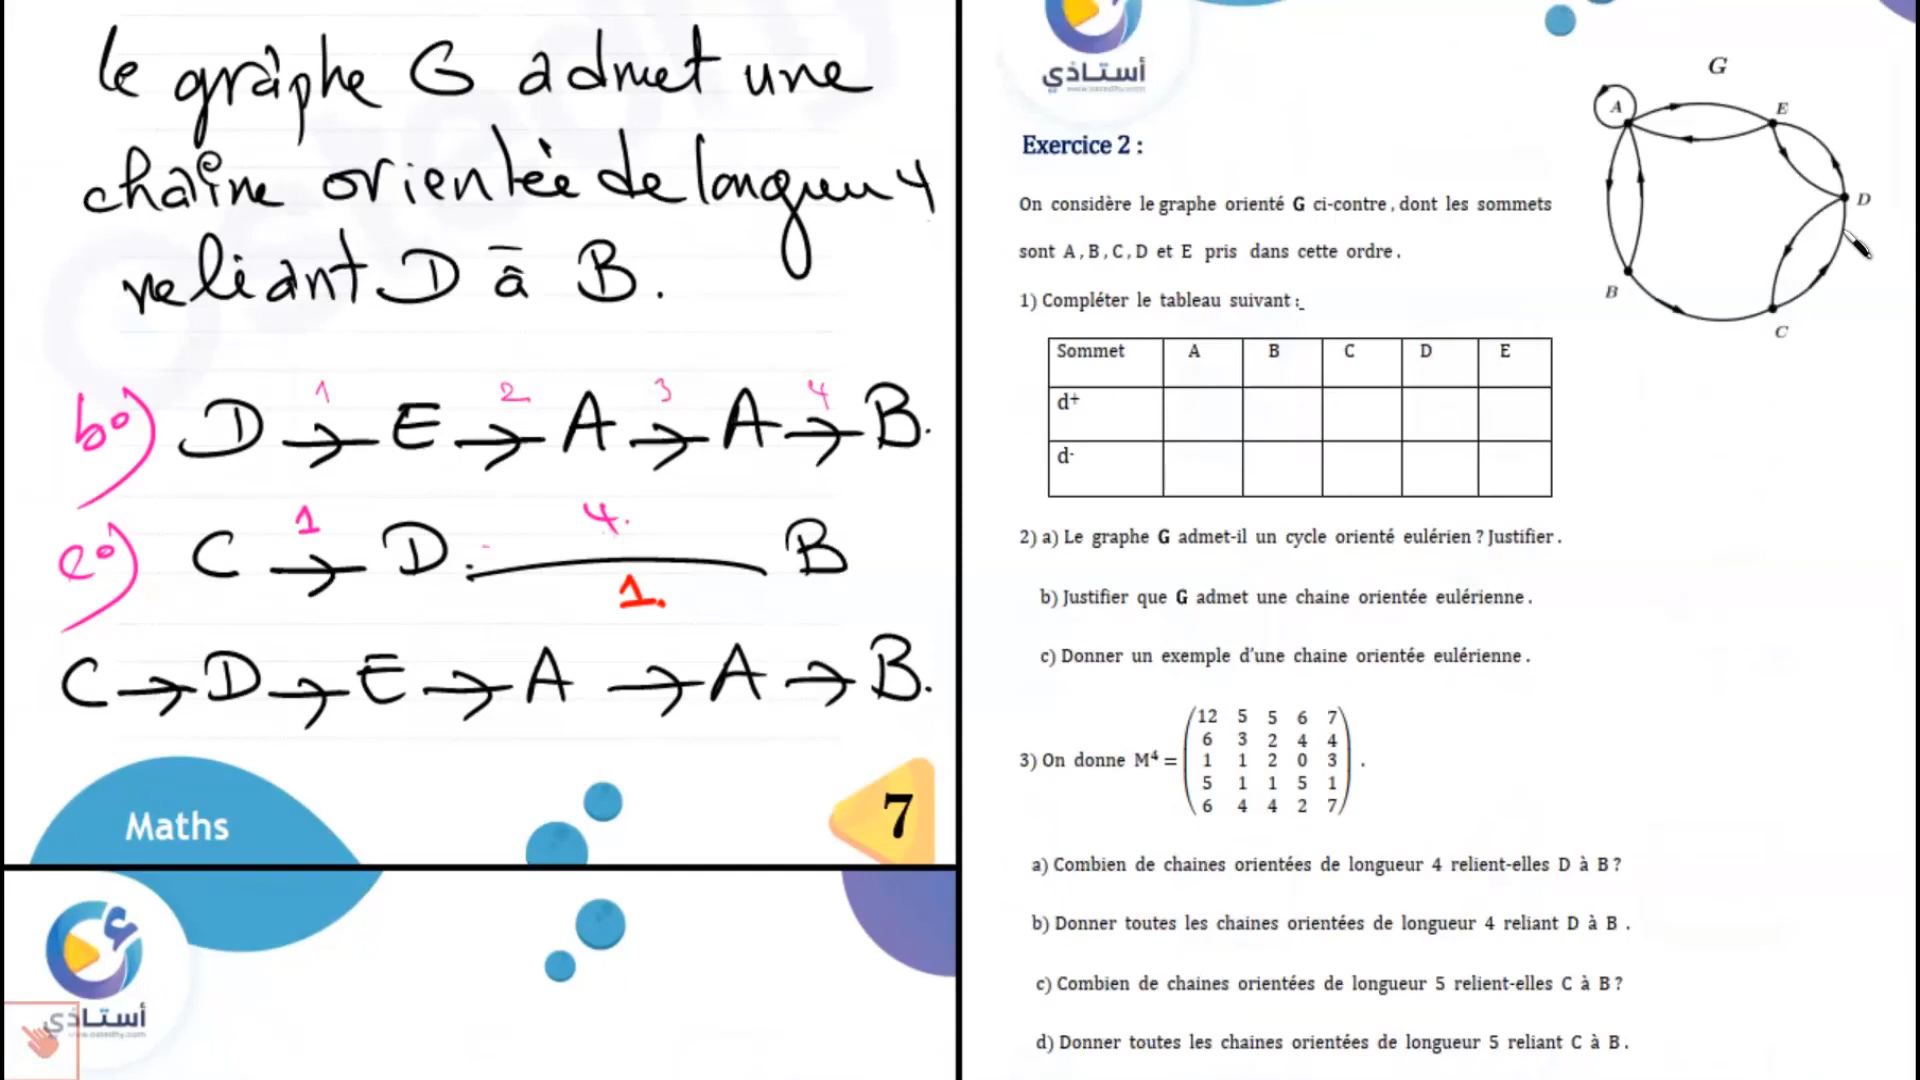 le graphe G admet une
chaîne orientée de longueur 4
reliant D à B.
b°) D →1 E →2 A →3 A →4 B.
c°) C →1 D. 4. B
1.
C → D → E → A → A → B.
Maths
7
أستاذي
www.ostedhy.com
أستاذي
www.ostedhy.com
G
A
E
D
B
C
Exercice 2 :
On considère le graphe orienté G ci-contre, dont les sommets
sont A, B, C, D et E pris dans cette ordre.
1) Compléter le tableau suivant :
Sommet A B C D E
d⁺
d⁻
2) a) Le graphe G admet-il un cycle orienté eulérien ? Justifier.
b) Justifier que G admet une chaine orientée eulérienne.
c) Donner un exemple d'une chaine orientée eulérienne.
12 5 5 6 7
6 3 2 4 4
3) On donne M⁴ = 1 1 2 0 3 .
5 1 1 5 1
6 4 4 2 7
a) Combien de chaines orientées de longueur 4 relient-elles D à B ?
b) Donner toutes les chaines orientées de longueur 4 reliant D à B .
c) Combien de chaines orientées de longueur 5 relient-elles C à B ?
d) Donner toutes les chaines orientées de longueur 5 reliant C à B .